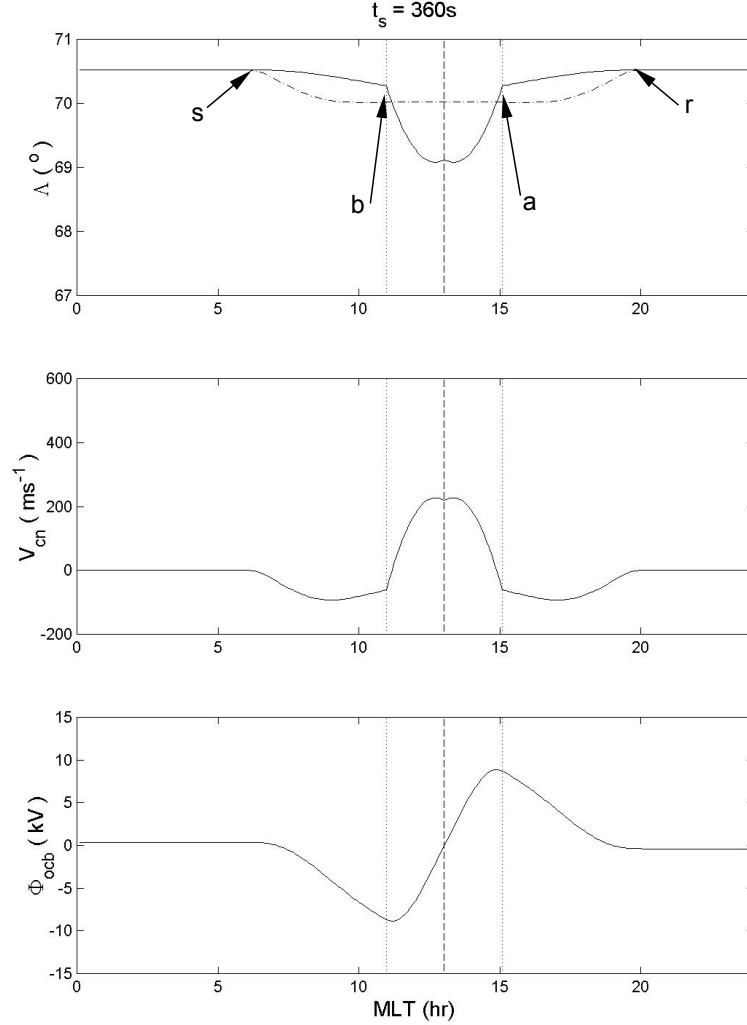 t_s = 360s
71
70
69
68
67
Λ ( ° )
s
b
a
r
0 5 10 15 20
600
400
200
0
-200
V_cn ( ms^-1 )
0 5 10 15 20
15
10
5
0
-5
-10
-15
Φ_ocb ( kV )
0 5 10 15 20
MLT (hr)